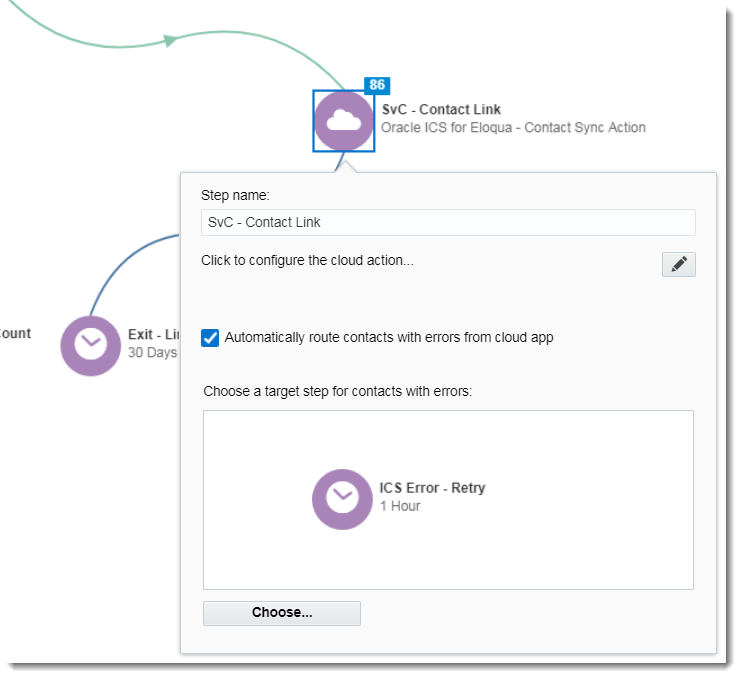 86
SvC - Contact Link
Oracle ICS for Eloqua - Contact Sync Action
Step name:
SvC - Contact Link
Click to configure the cloud action...
ount
Exit - Li
30 Days
Automatically route contacts with errors from cloud app
Choose a target step for contacts with errors:
ICS Error - Retry
1 Hour
Choose...